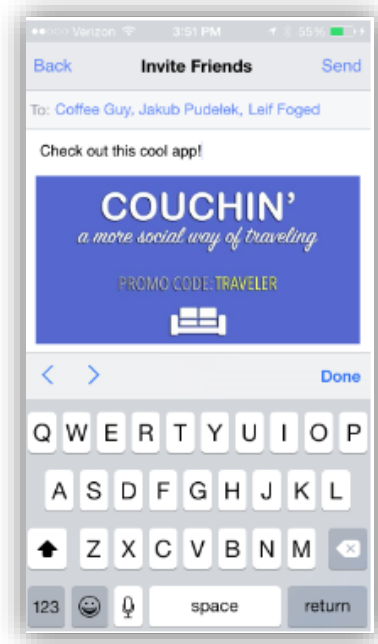 Verizon 3:51 PM 55%
Back Invite Friends Send
To: Coffee Guy, Jakub Pudełek, Leif Foged
Check out this cool app!
COUCHIN'
a more social way of traveling
PROMO CODE: TRAVELER
Done
Q W E R T Y U I O P
A S D F G H J K L
Z X C V B N M
123 space return